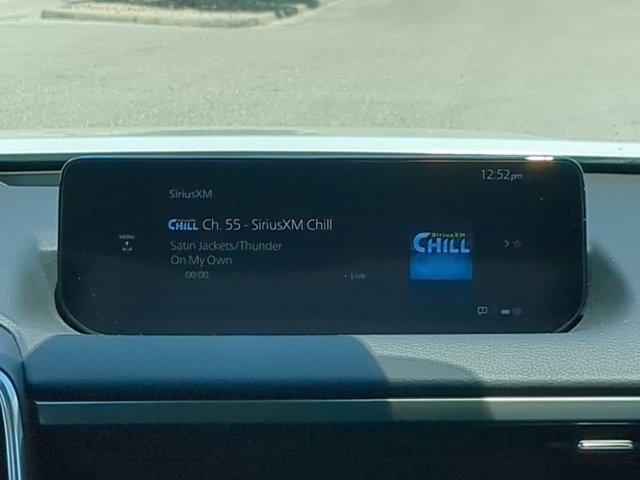 12:52pm
SiriusXM
CHILL Ch. 55 - SiriusXM Chill
MENU
Satin Jackets/Thunder
On My Own
00:00
• Live
SiriusXM
CHILL